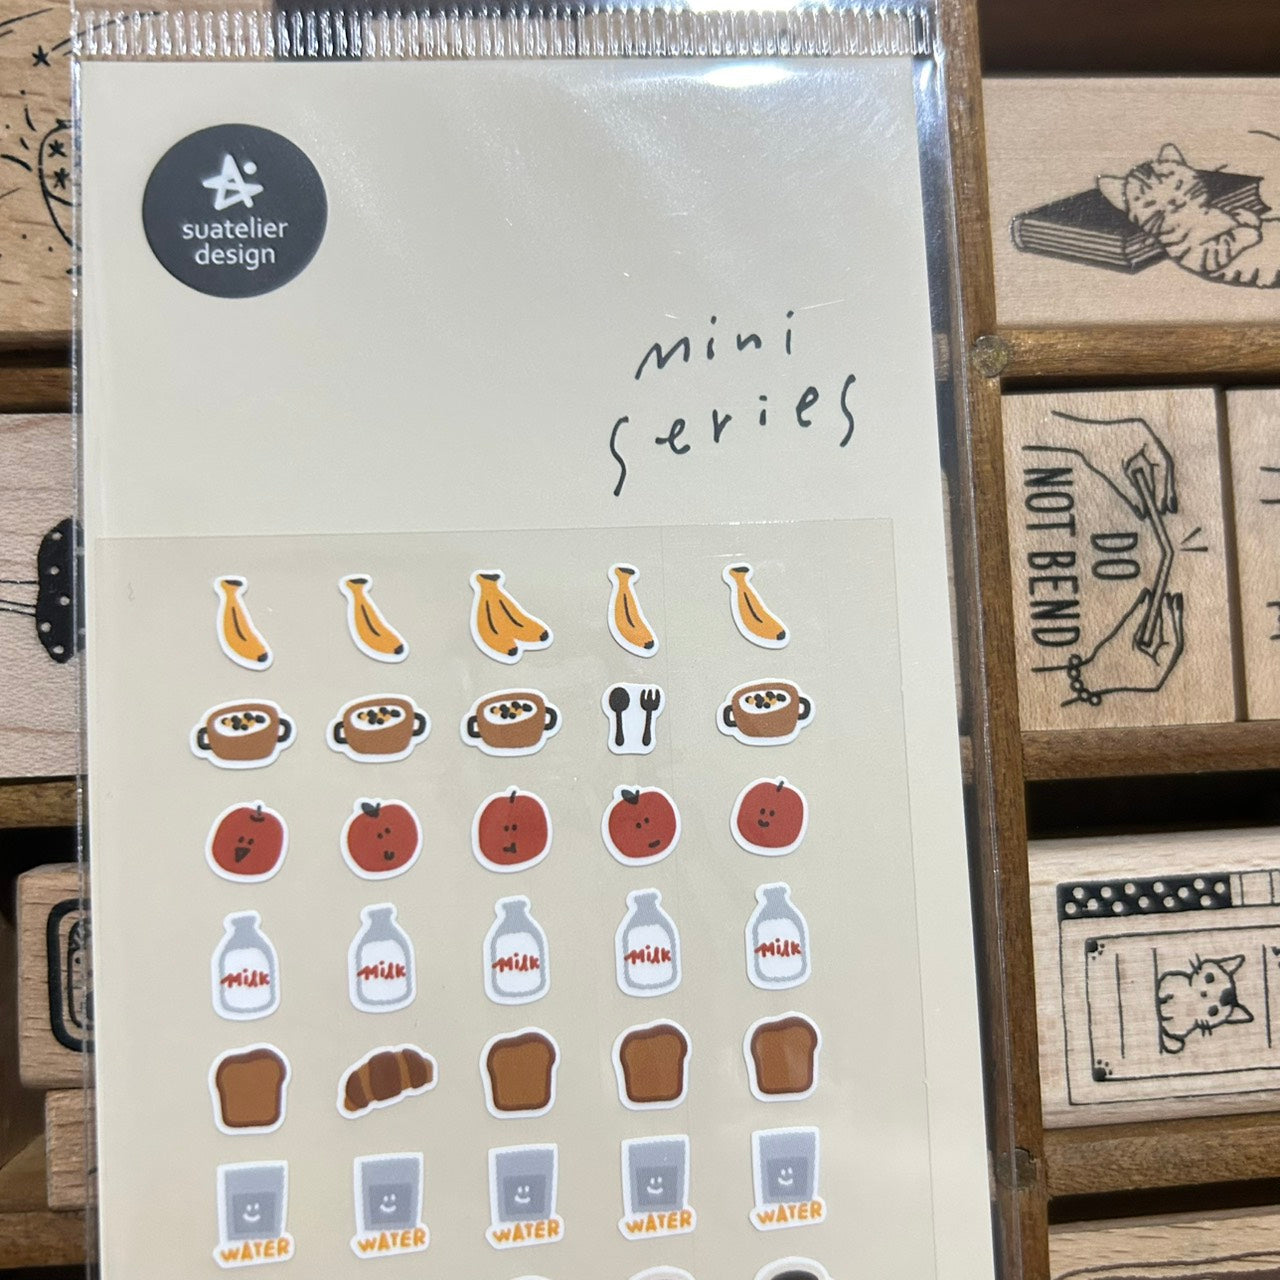 suatelier
design
mini
series
Milk
Milk
Milk
Milk
Milk
WATER
WATER
WATER
WATER
WATER
DO
NOT BEND!